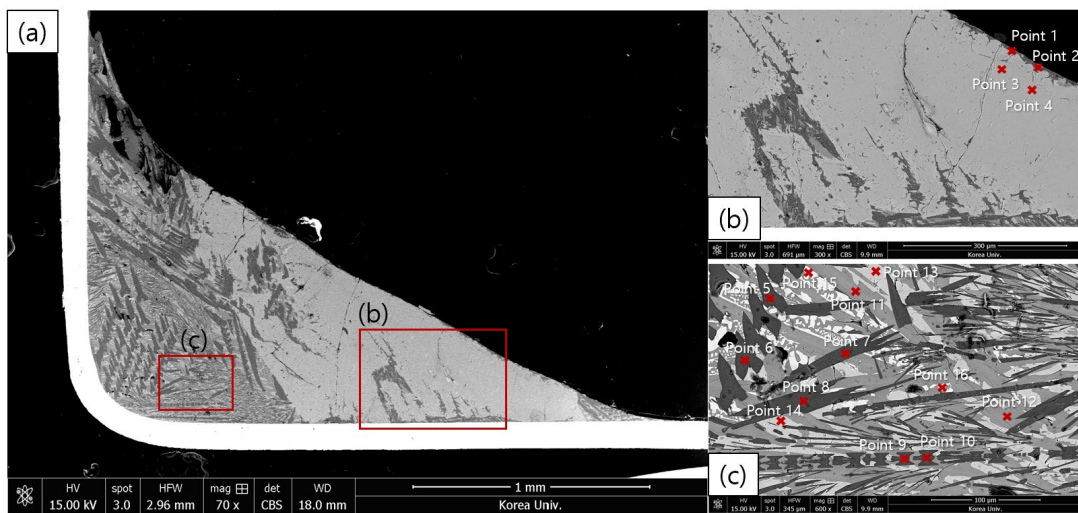 (a)
(b)
(c)
HV
spot
HFW
mag
det
WD
1 mm
15.00 kV
3.0
2.96 mm
70 x
CBS
18.0 mm
Korea Univ.
Point 1
Point 2
Point 3
Point 4
(b)
HV
spot
HFW
mag
det
WD
300 µm
15.00 kV
3.0
691 µm
300 x
CBS
9.9 mm
Korea Univ.
Point 13
Point 15
Point 5
Point 11
Point 7
Point 6
Point 16
Point 8
Point 12
Point 14
Point 9
Point 10
(c)
HV
spot
HFW
mag
det
WD
100 µm
15.00 kV
3.0
345 µm
600 x
CBS
9.9 mm
Korea Univ.